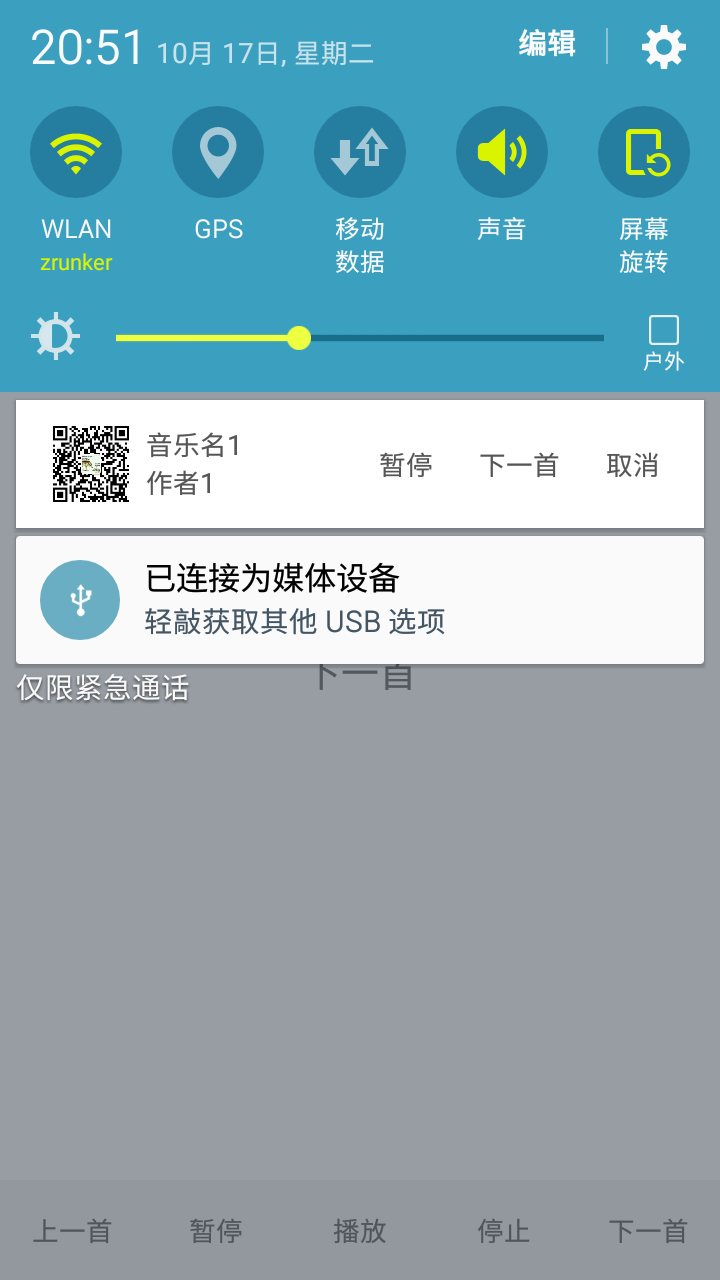 20:51 10月 17日, 星期二 编辑
WLAN GPS 移动 声音 屏幕
zrunker 数据 旋转
户外
音乐名1
作者1
暂停 下一首 取消
已连接为媒体设备
轻敲获取其他 USB 选项
下一首
仅限紧急通话
上一首 暂停 播放 停止 下一首